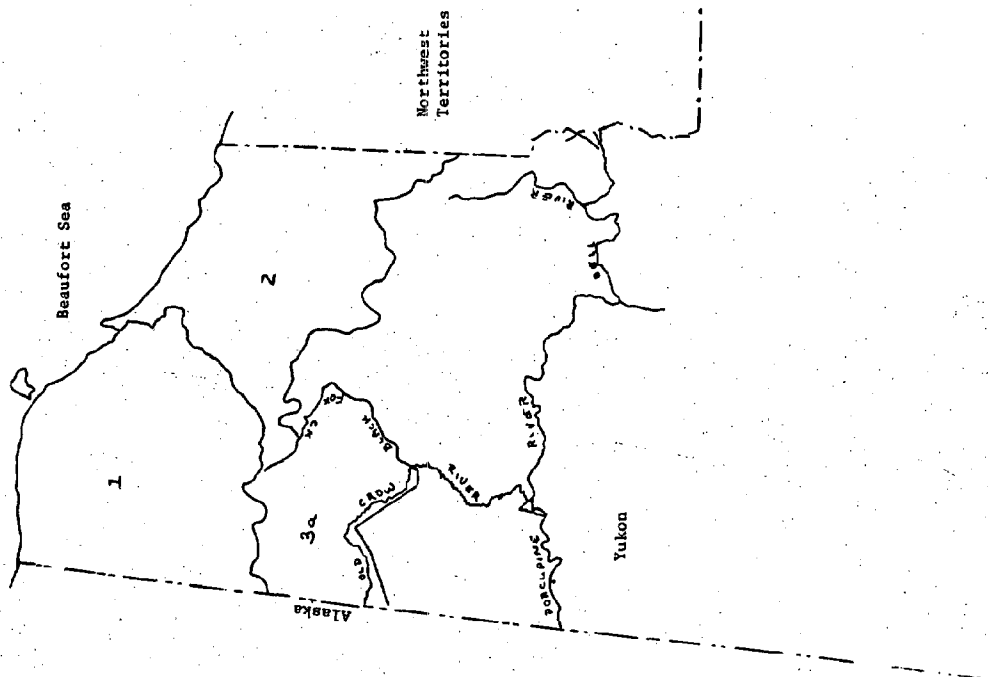 Beaufort Sea
Northwest
Territories
1
2
3a
BLACK
FOX
CK
OLD
CROW
RIVER
PORCUPINE
RIVER
BELL
RIVER
Alaska
Yukon